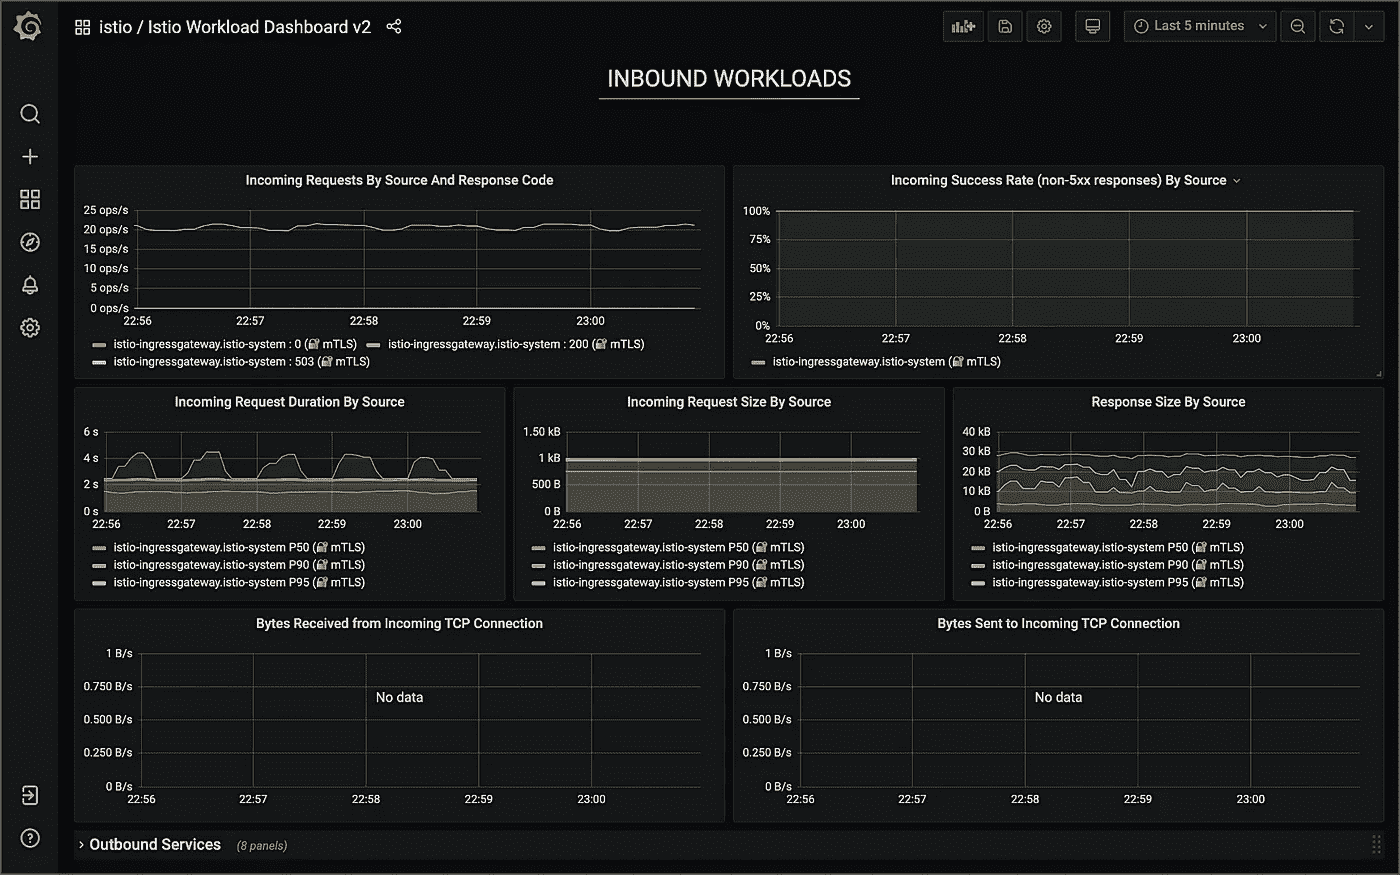 istio / Istio Workload Dashboard v2
Last 5 minutes
INBOUND WORKLOADS
Incoming Requests By Source And Response Code
25 ops/s
20 ops/s
15 ops/s
10 ops/s
5 ops/s
0 ops/s
22:56 22:57 22:58 22:59 23:00
istio-ingressgateway.istio-system : 0 (🔐 mTLS) istio-ingressgateway.istio-system : 200 (🔐 mTLS)
istio-ingressgateway.istio-system : 503 (🔐 mTLS)
Incoming Success Rate (non-5xx responses) By Source
100%
75%
50%
25%
0%
22:56 22:57 22:58 22:59 23:00
istio-ingressgateway.istio-system (🔐 mTLS)
Incoming Request Duration By Source
6 s
4 s
2 s
0 s
22:56 22:57 22:58 22:59 23:00
istio-ingressgateway.istio-system P50 (🔐 mTLS)
istio-ingressgateway.istio-system P90 (🔐 mTLS)
istio-ingressgateway.istio-system P95 (🔐 mTLS)
Incoming Request Size By Source
1.50 kB
1 kB
500 B
0 B
22:56 22:57 22:58 22:59 23:00
istio-ingressgateway.istio-system P50 (🔐 mTLS)
istio-ingressgateway.istio-system P90 (🔐 mTLS)
istio-ingressgateway.istio-system P95 (🔐 mTLS)
Response Size By Source
40 kB
30 kB
20 kB
10 kB
0 B
22:56 22:57 22:58 22:59 23:00
istio-ingressgateway.istio-system P50 (🔐 mTLS)
istio-ingressgateway.istio-system P90 (🔐 mTLS)
istio-ingressgateway.istio-system P95 (🔐 mTLS)
Bytes Received from Incoming TCP Connection
1 B/s
0.750 B/s
No data
0.500 B/s
0.250 B/s
0 B/s
22:56 22:57 22:58 22:59 23:00
Bytes Sent to Incoming TCP Connection
1 B/s
0.750 B/s
No data
0.500 B/s
0.250 B/s
0 B/s
22:56 22:57 22:58 22:59 23:00
Outbound Services (8 panels)